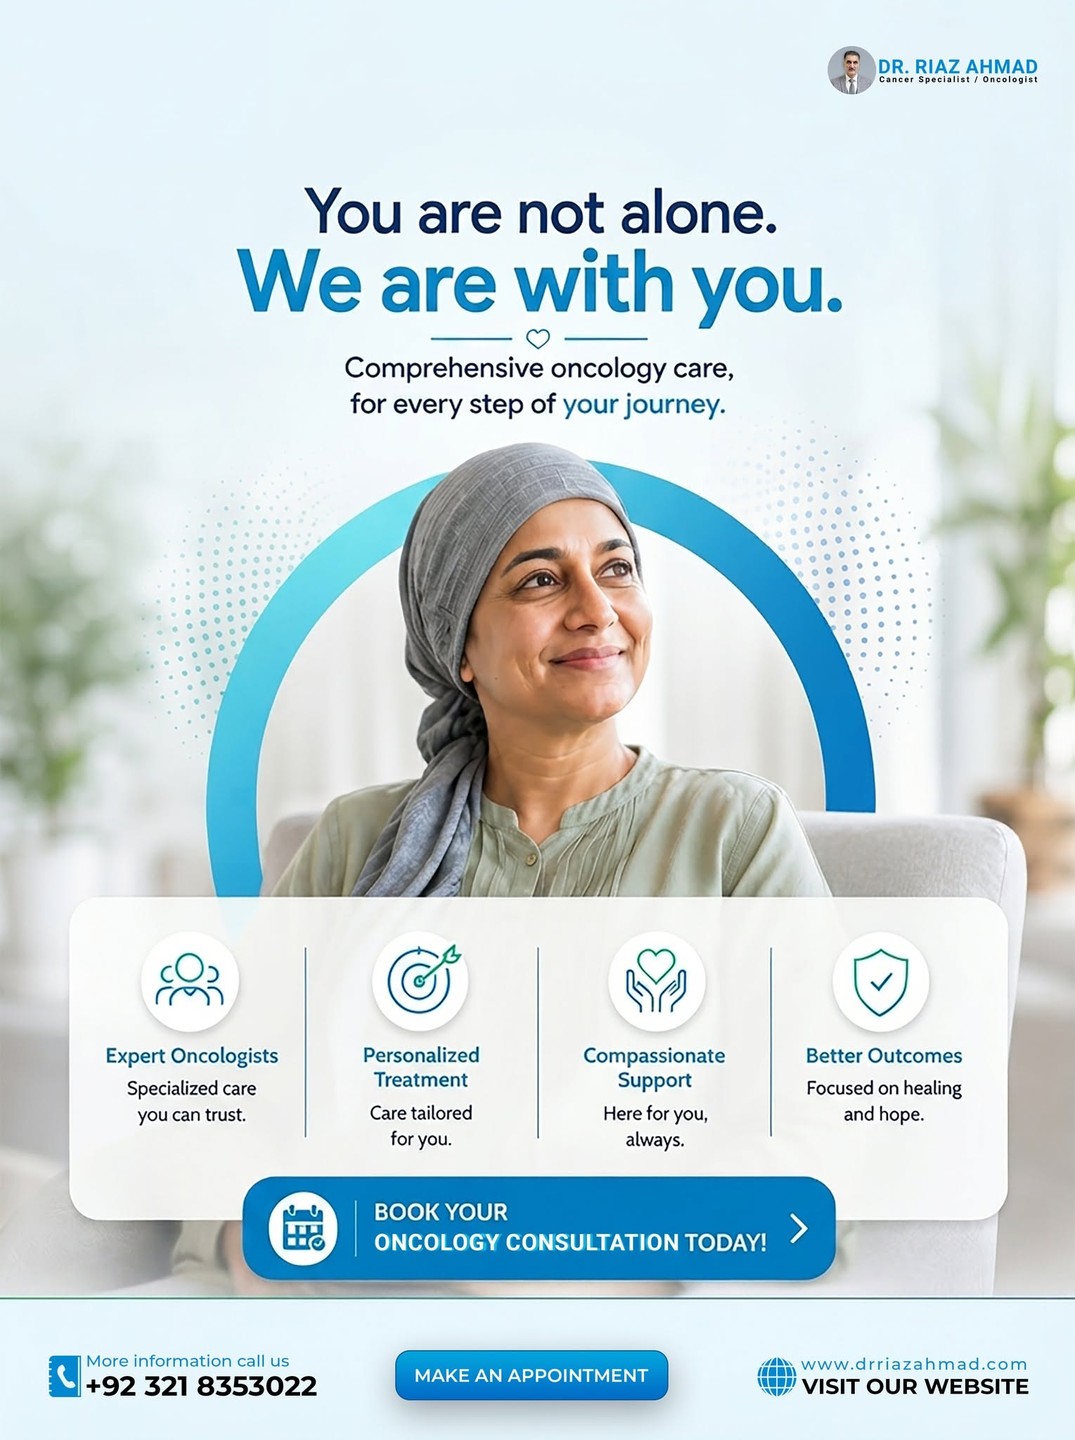 DR. RIAZ AHMAD
Cancer Specialist / Oncologist
You are not alone.
We are with you.
Comprehensive oncology care,
for every step of your journey.
Expert Oncologists
Specialized care
you can trust.
Personalized
Treatment
Care tailored
for you.
Compassionate
Support
Here for you,
always.
Better Outcomes
Focused on healing
and hope.
BOOK YOUR
ONCOLOGY CONSULTATION TODAY!
More information call us
+92 321 8353022
MAKE AN APPOINTMENT
www.drriazahmad.com
VISIT OUR WEBSITE